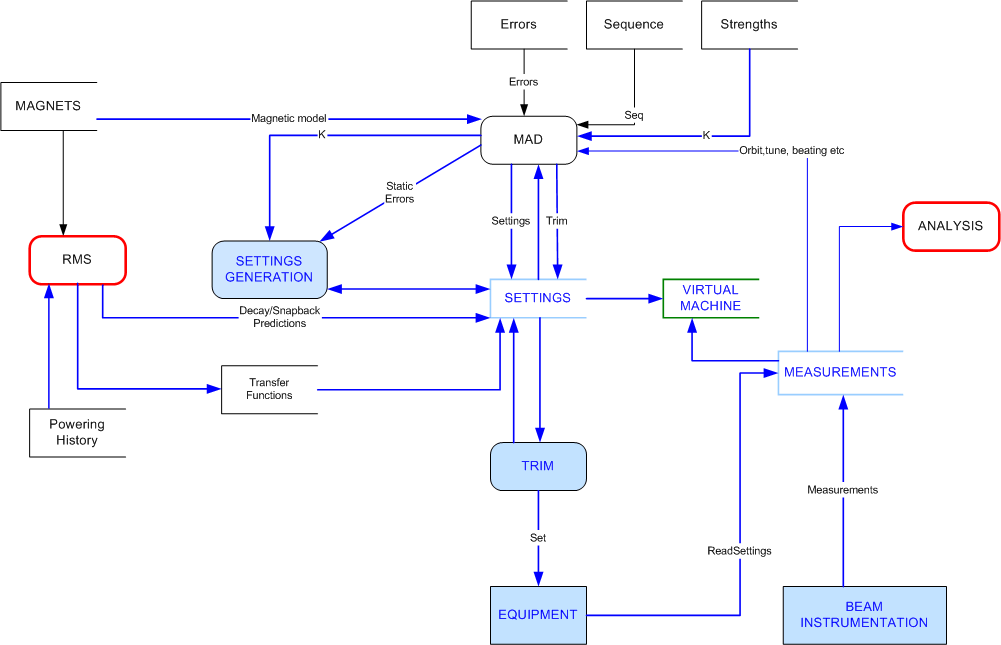 Errors
Sequence
Strengths
Errors
MAGNETS
Seq
Magnetic model
K
MAD
K
Orbit,tune, beating etc
Static
Errors
Settings
Trim
ANALYSIS
RMS
SETTINGS
GENERATION
SETTINGS
VIRTUAL
MACHINE
Decay/Snapback
Predictions
MEASUREMENTS
Transfer
Functions
Powering
History
TRIM
Measurements
Set
ReadSettings
EQUIPMENT
BEAM
INSTRUMENTATION